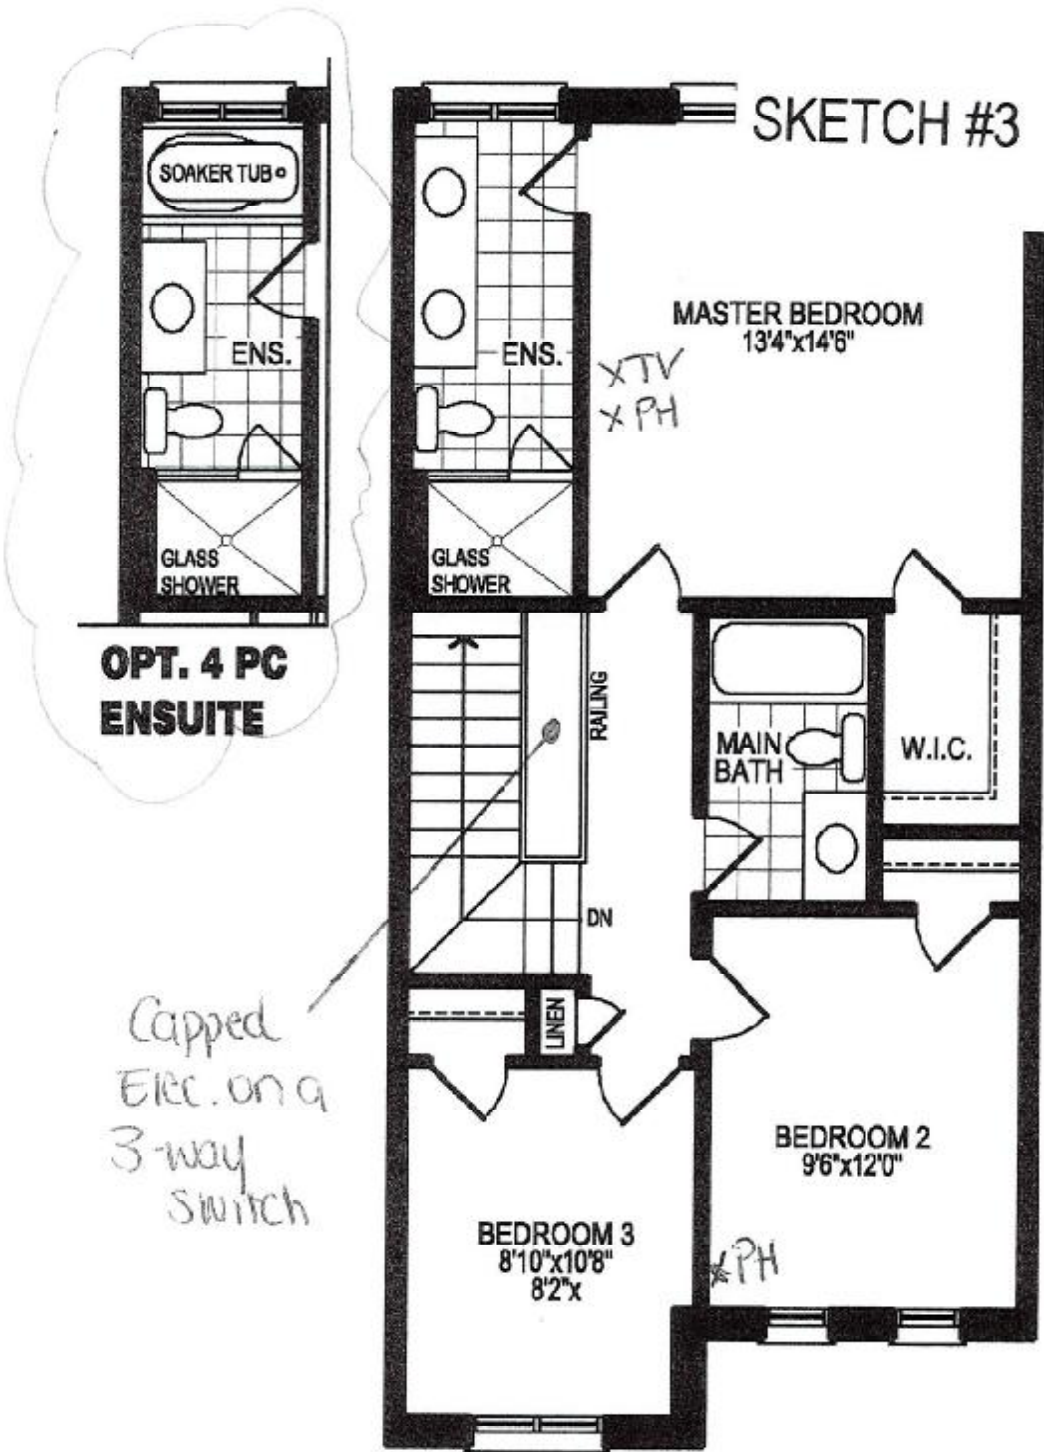 SKETCH #3
SOAKER TUB
ENS.
GLASS
SHOWER
OPT. 4 PC
ENSUITE
MASTER BEDROOM
13'4"x14'6"
ENS.
X TV
X PH
GLASS
SHOWER
RAILING
MAIN
BATH
W.I.C.
DN
LINEN
Capped
Elec. on a
3-way
Switch
BEDROOM 2
9'6"x12'0"
BEDROOM 3
8'10"x10'8"
8'2"x
X PH